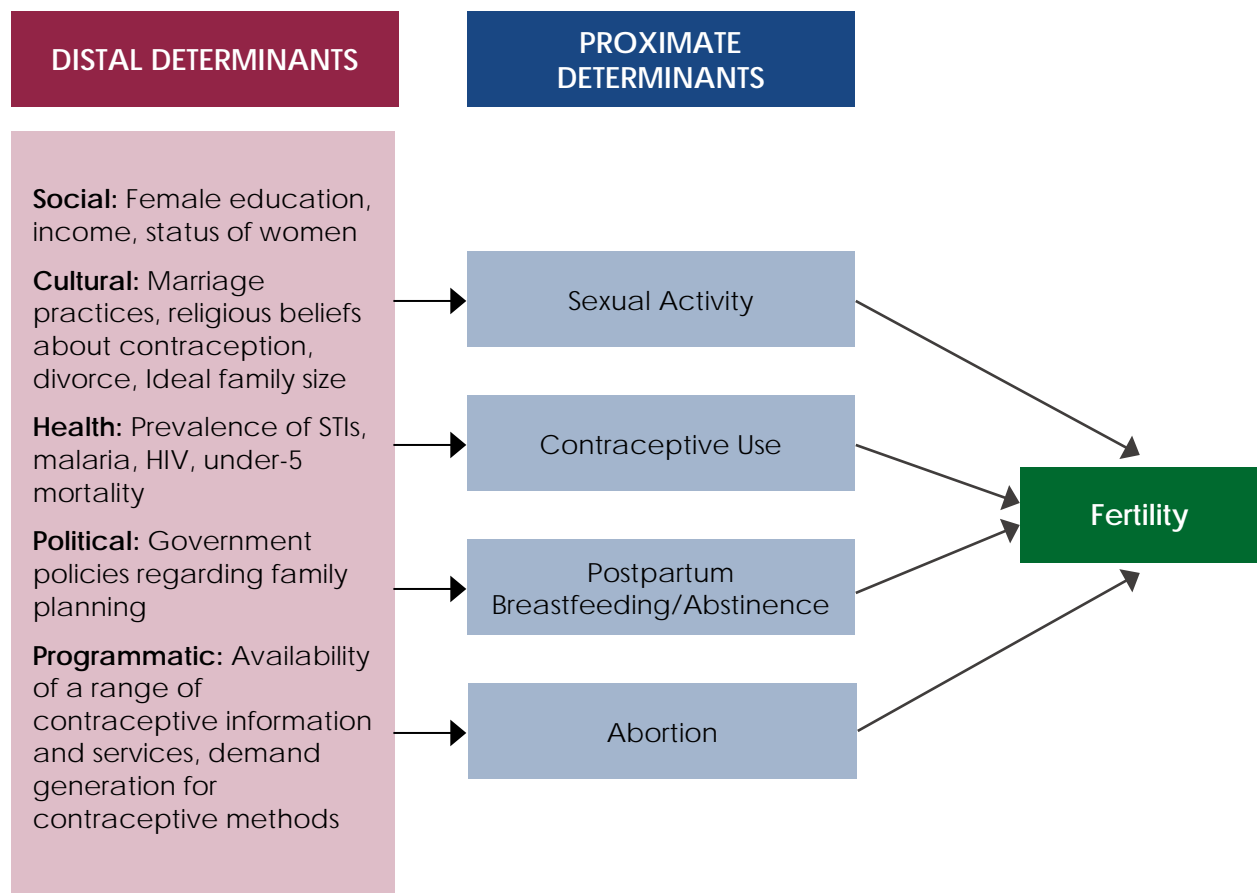 DISTAL DETERMINANTS
PROXIMATE
DETERMINANTS
Social: Female education,
income, status of women
Cultural: Marriage
practices, religious beliefs
about contraception,
divorce, Ideal family size
Health: Prevalence of STIs,
malaria, HIV, under-5
mortality
Political: Government
policies regarding family
planning
Programmatic: Availability
of a range of
contraceptive information
and services, demand
generation for
contraceptive methods
Sexual Activity
Contraceptive Use
Postpartum
Breastfeeding/Abstinence
Abortion
Fertility